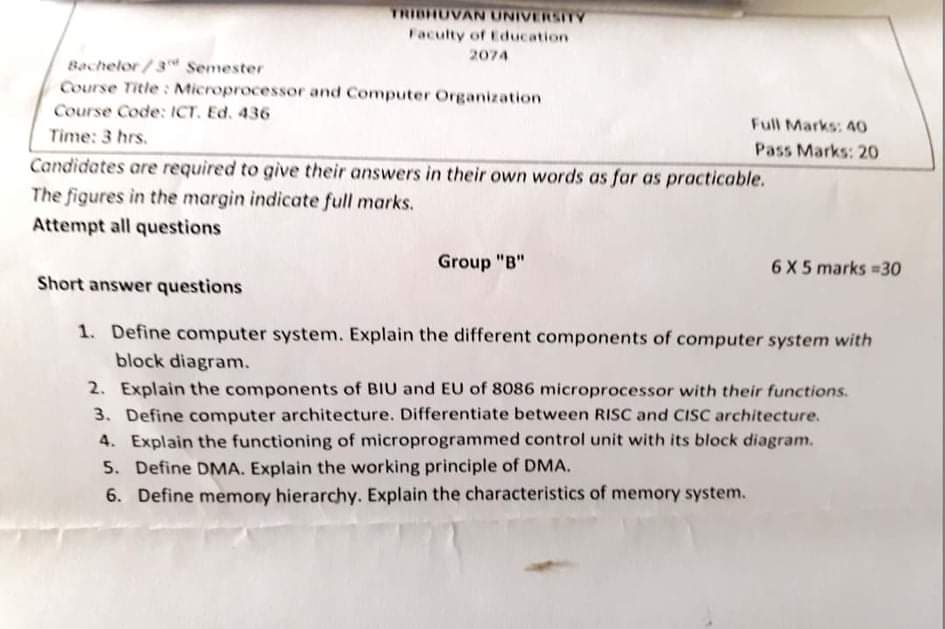 TRIBHUVAN UNIVERSITY
Faculty of Education
2074
Bachelor / 3rd Semester
Course Title : Microprocessor and Computer Organization
Course Code: ICT. Ed. 436
Full Marks: 40
Time: 3 hrs.
Pass Marks: 20
Candidates are required to give their answers in their own words as far as practicable.
The figures in the margin indicate full marks.
Attempt all questions
Group "B"
6 X 5 marks =30
Short answer questions
1. Define computer system. Explain the different components of computer system with
block diagram.
2. Explain the components of BIU and EU of 8086 microprocessor with their functions.
3. Define computer architecture. Differentiate between RISC and CISC architecture.
4. Explain the functioning of microprogrammed control unit with its block diagram.
5. Define DMA. Explain the working principle of DMA.
6. Define memory hierarchy. Explain the characteristics of memory system.